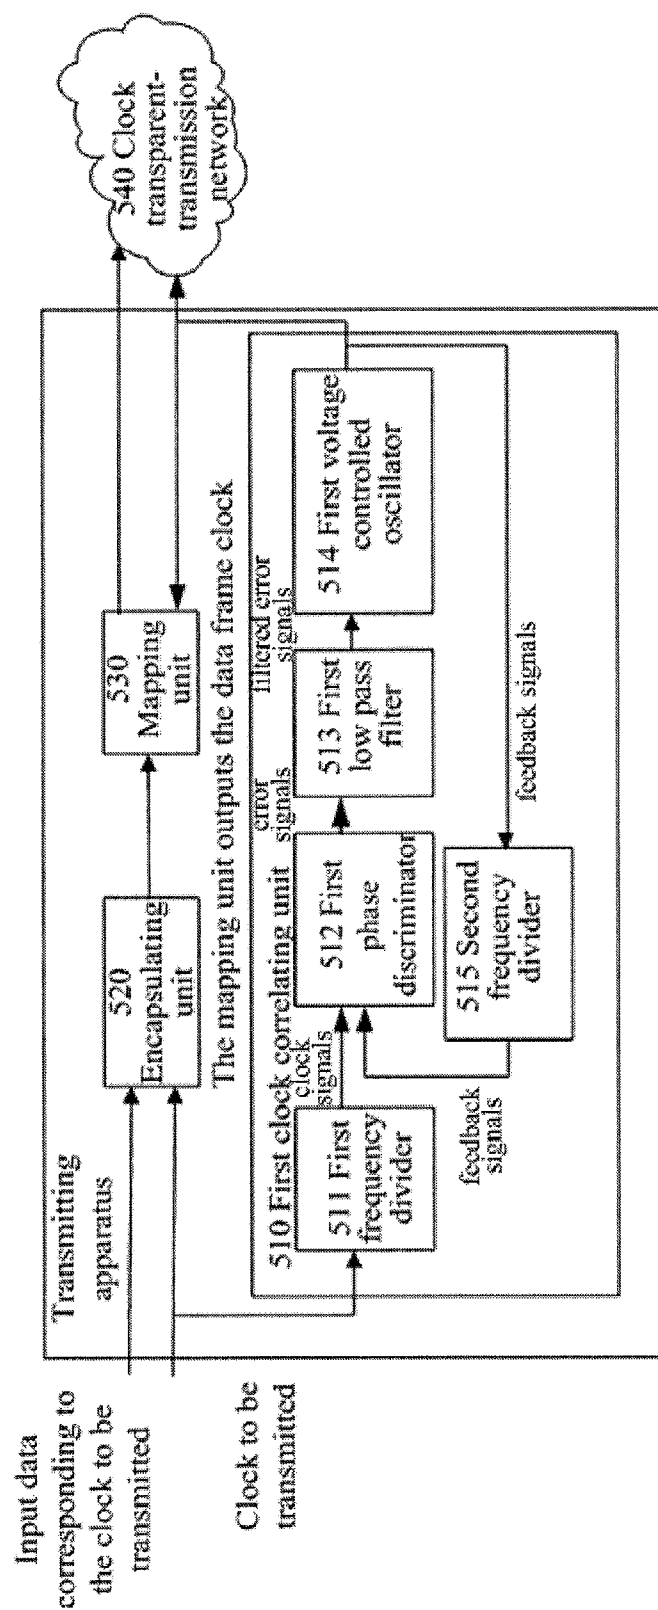 Input data
corresponding to
the clock to be
transmitted
Clock to be
transmitted
Transmitting
apparatus
520
Encapsulating
unit
530
Mapping
unit
540 Clock
transparent-
transmission
network
The mapping unit outputs the data frame clock
510 First clock correlating unit
511 First
frequency
divider
clock
signals
512 First
phase
discriminator
error
signals
513 First
low pass
filter
filtered error
signals
514 First voltage
controlled
oscillator
feedback
signals
515 Second
frequency
divider
feedback signals